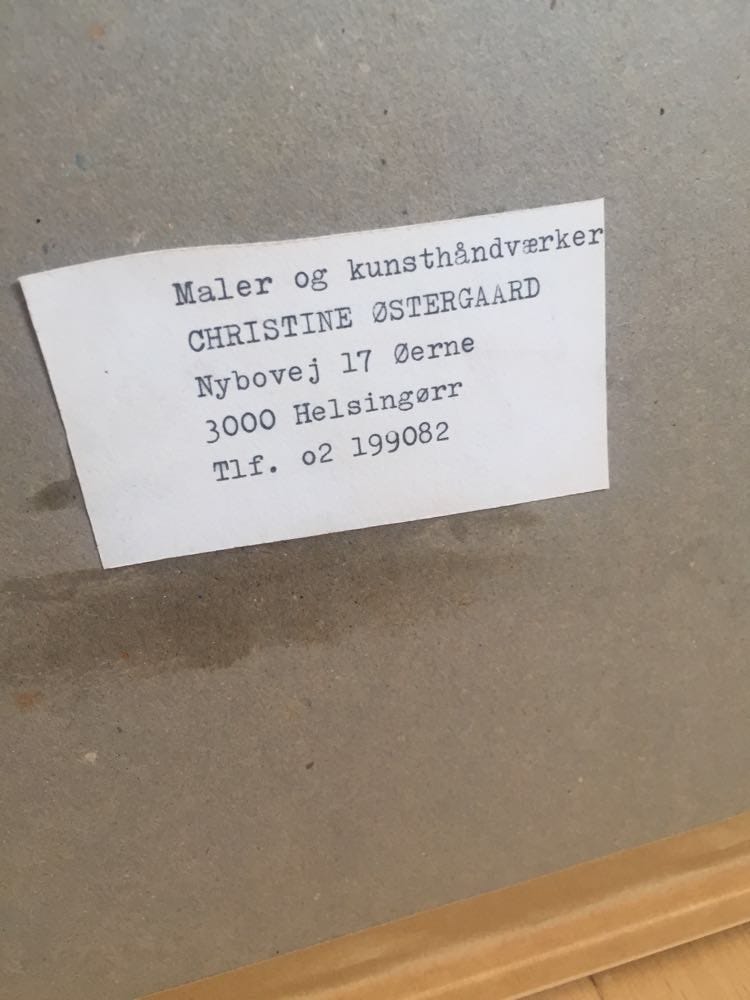 Maler og kunsthåndværker
CHRISTINE ØSTERGAARD
Nybovej 17 Øerne
3000 Helsingørr
Tlf. o2 199082